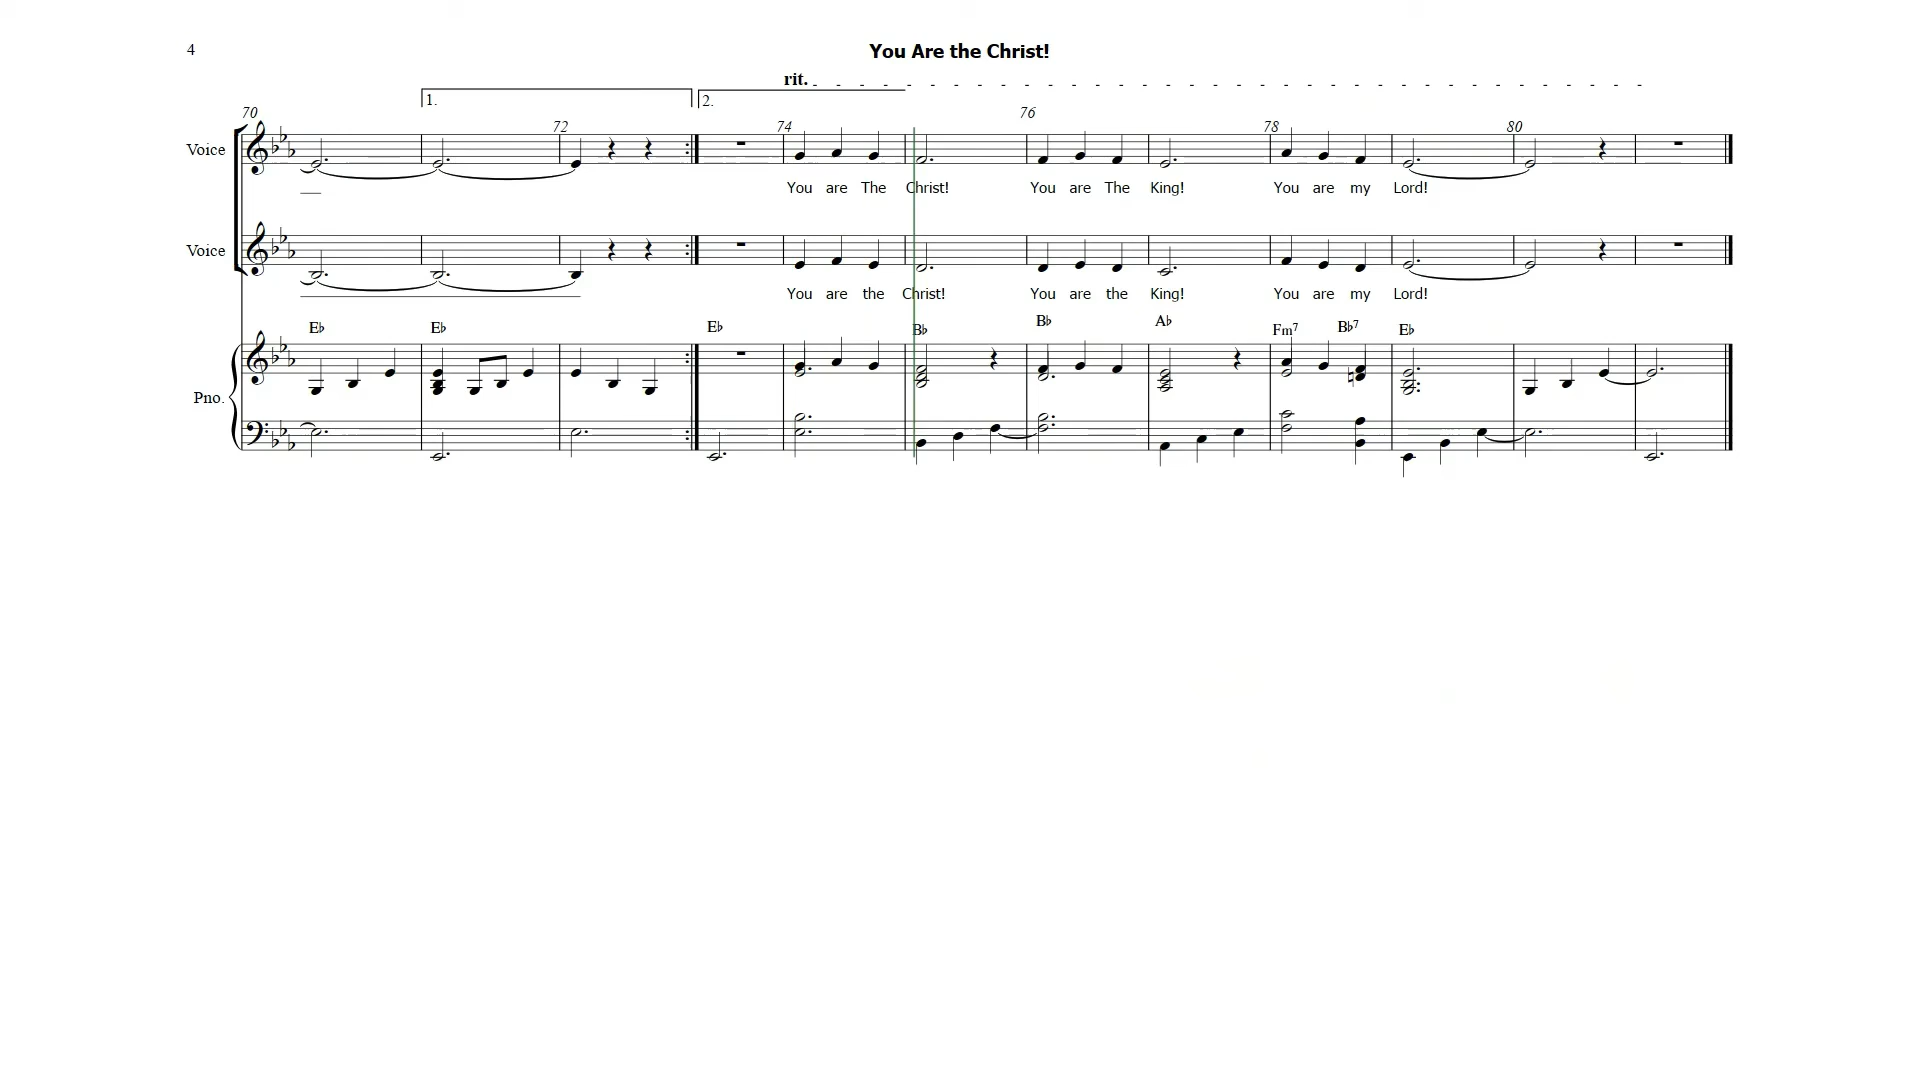 4
You Are the Christ!
rit.
1.
2.
70
72
74
76
78
80
Voice
You are The Christ! You are The King! You are my Lord!
Voice
You are the Christ! You are the King! You are my Lord!
E♭ E♭ E♭ B♭ B♭ A♭ Fm7 B♭7 E♭
Pno.